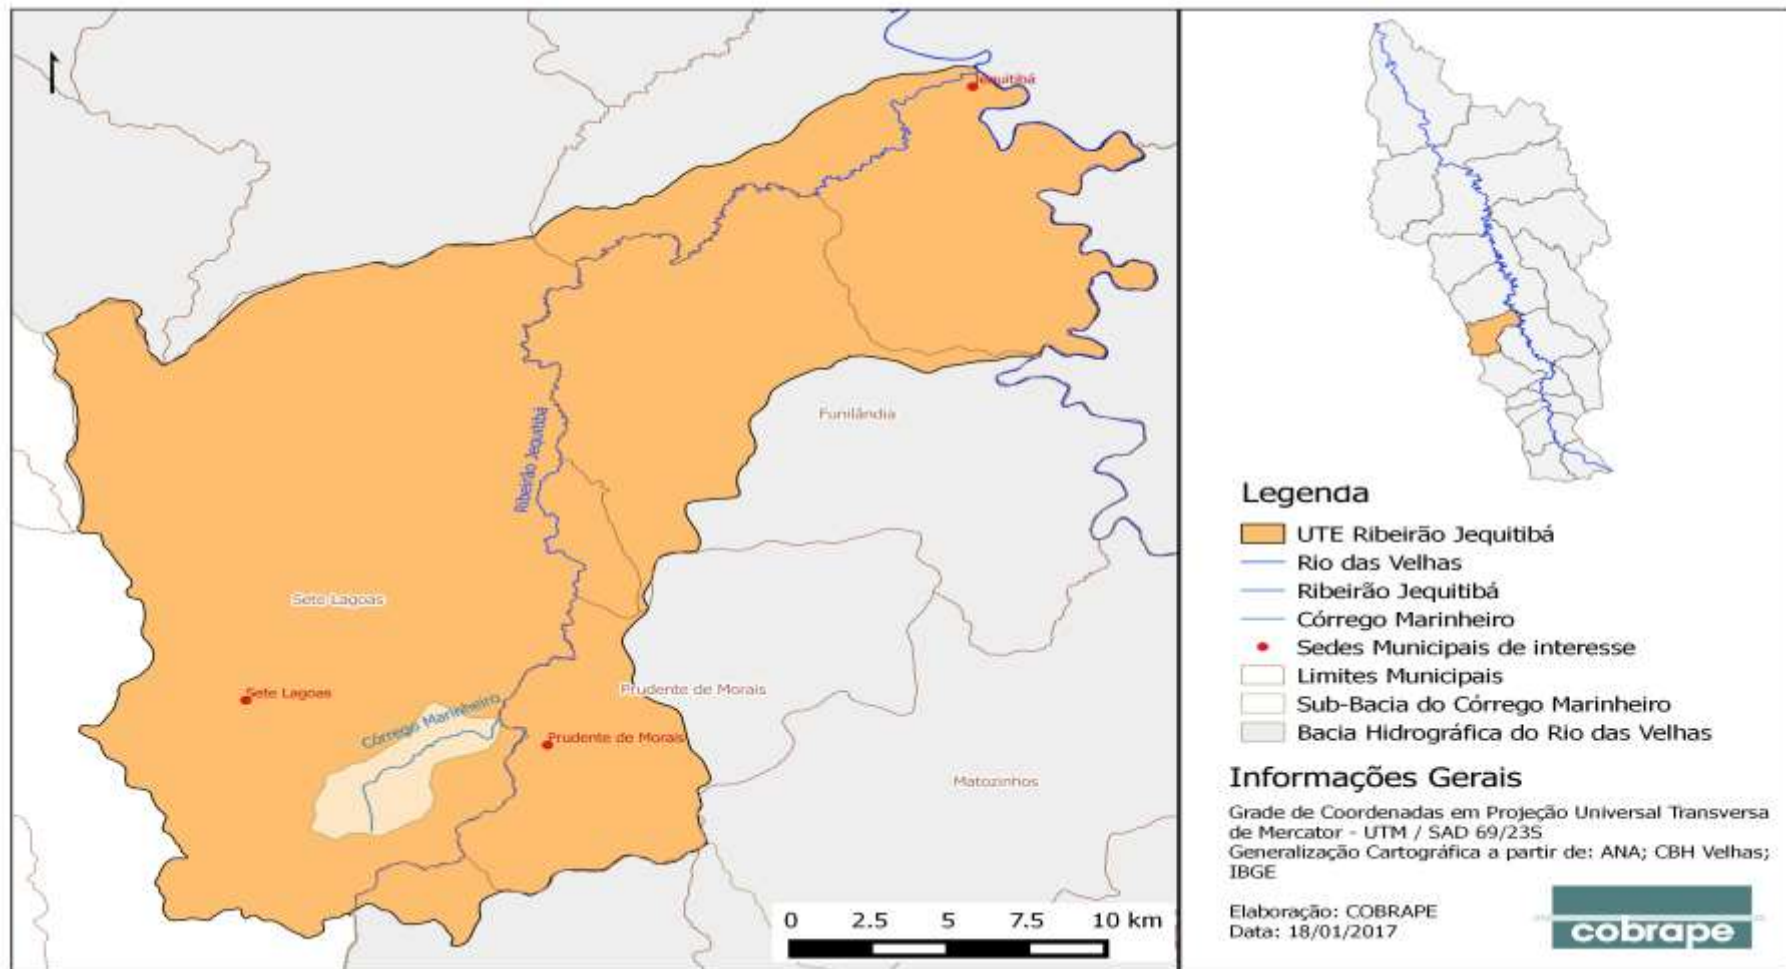 Jequitibá
Ribeirão Jequitibá
Funilândia
Sete Lagoas
Sete Lagoas
Prudente de Morais
Córrego Marinheiro
Prudente de Morais
Matozinhos
0 2.5 5 7.5 10 km
Legenda
UTE Ribeirão Jequitibá
Rio das Velhas
Ribeirão Jequitibá
Córrego Marinheiro
Sedes Municipais de interesse
Limites Municipais
Sub-Bacia do Córrego Marinheiro
Bacia Hidrográfica do Rio das Velhas
Informações Gerais
Grade de Coordenadas em Projeção Universal Transversa
de Mercator - UTM / SAD 69/23S
Generalização Cartográfica a partir de: ANA; CBH Velhas;
IBGE
Elaboração: COBRAPE
Data: 18/01/2017
cobrape